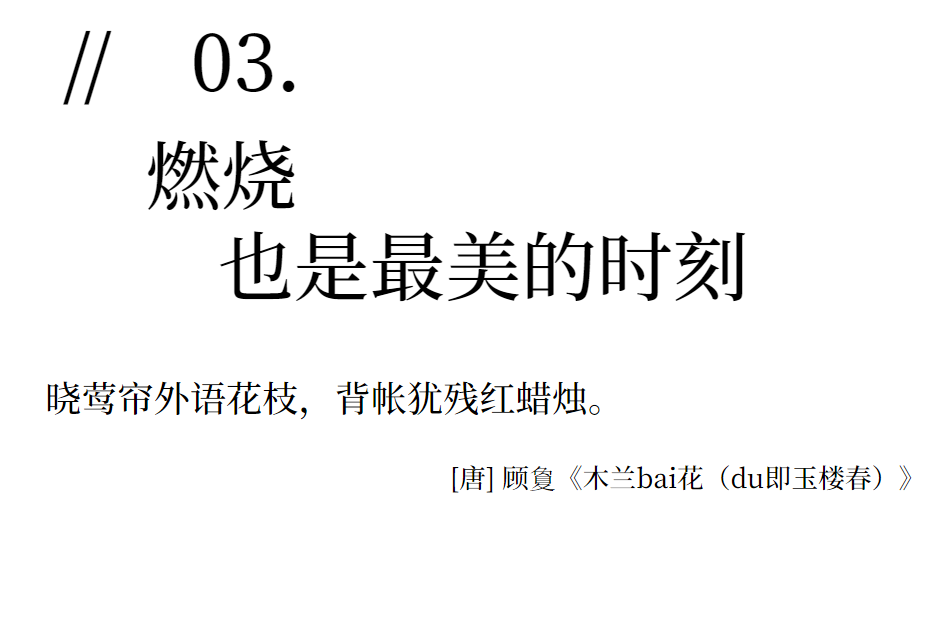 // 03.
燃烧
也是最美的时刻
晓莺帘外语花枝，背帐犹残红蜡烛。
[唐] 顾敻《木兰bai花（du即玉楼春）》